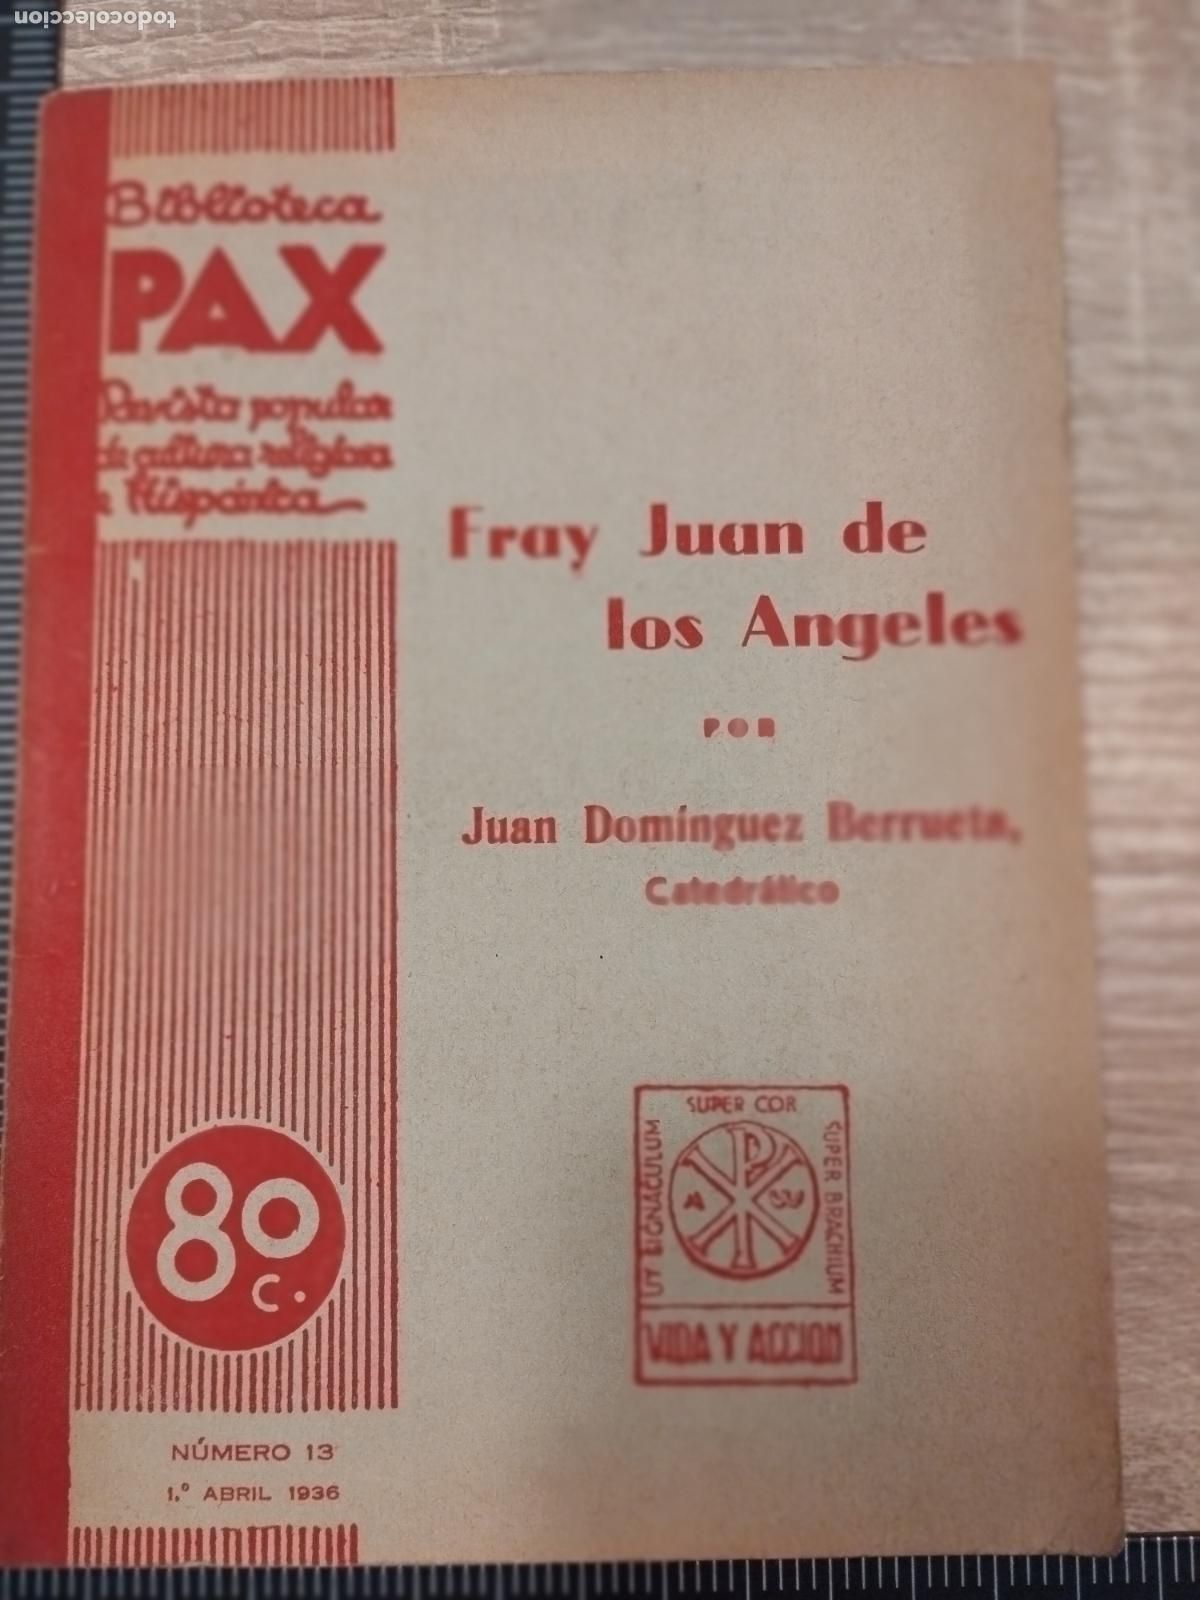 todocoleccion
Biblioteca
PAX
Revista popular
de cultura religiosa
e Hispánica
Fray Juan de
los Angeles
POR
Juan Domínguez Berrueta,
Catedrático
SUPER COR
UT SIGNACULUM
SUPER BRACHIUM
A ω
VIDA Y ACCION
80
c.
NÚMERO 13
1.º ABRIL 1936